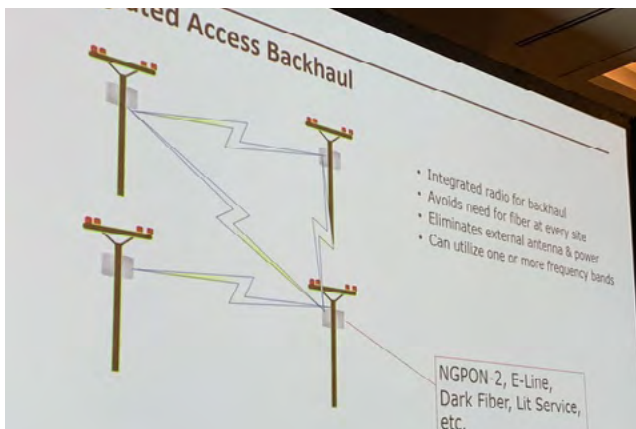 Access Backhaul
• Integrated radio for backhaul
• Avoids need for fiber at every site
• Eliminates external antenna & power
• Can utilize one or more frequency bands
NGPON-2, E-Line,
Dark Fiber, Lit Service,
etc.